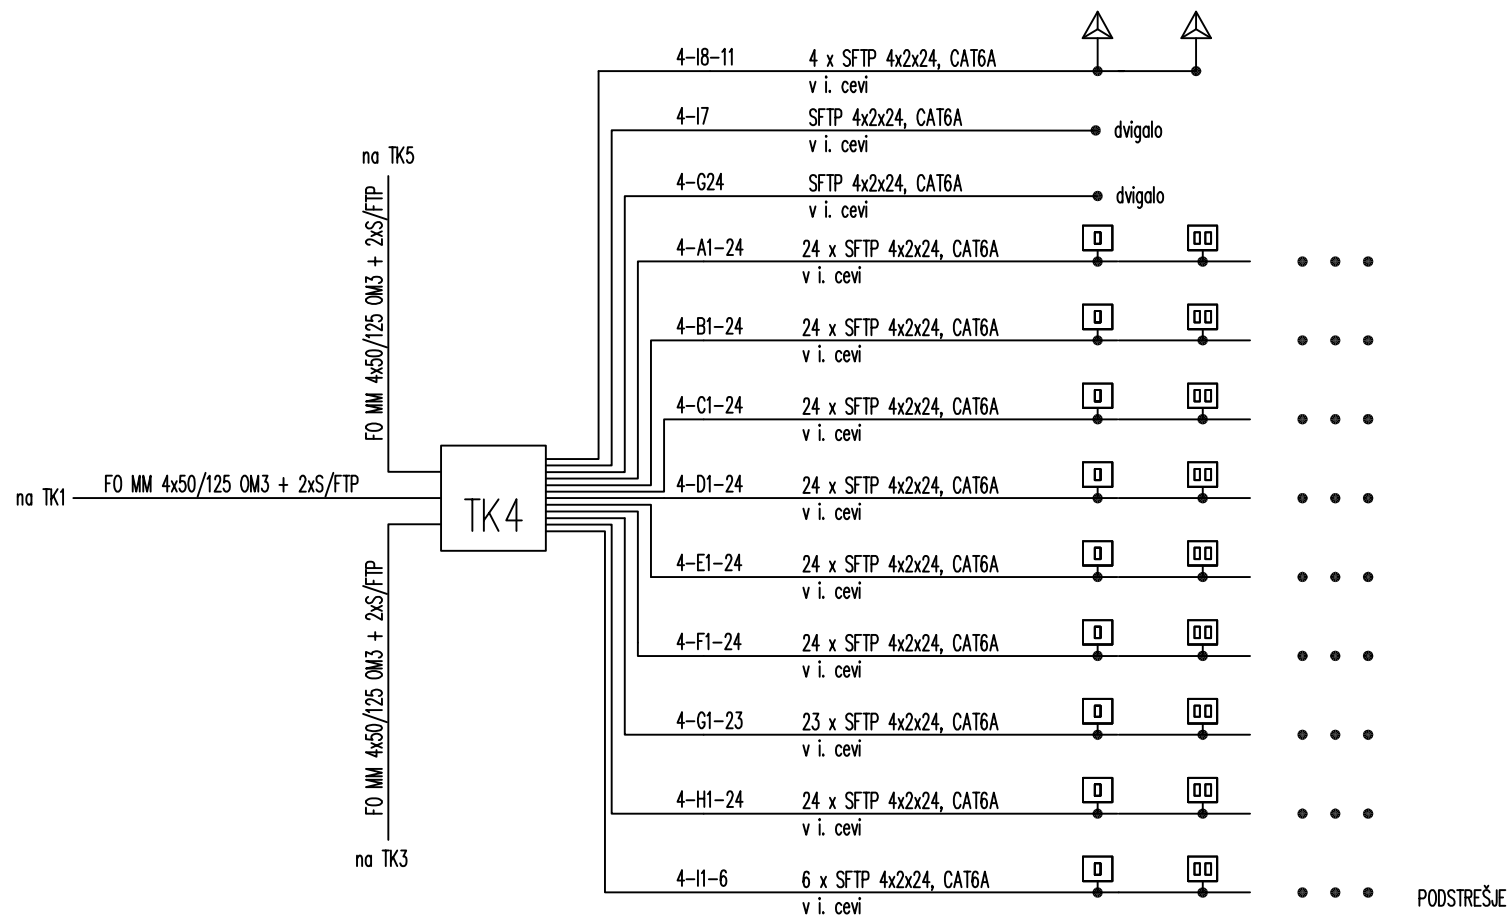 4-I8-11 4 x SFTP 4x2x24, CAT6A
v i. cevi
4-I7 SFTP 4x2x24, CAT6A
v i. cevi
dvigalo
na TK5
4-G24 SFTP 4x2x24, CAT6A
v i. cevi
dvigalo
FO MM 4x50/125 OM3 + 2xS/FTP
4-A1-24 24 x SFTP 4x2x24, CAT6A
v i. cevi
4-B1-24 24 x SFTP 4x2x24, CAT6A
v i. cevi
4-C1-24 24 x SFTP 4x2x24, CAT6A
v i. cevi
na TK1 FO MM 4x50/125 OM3 + 2xS/FTP
TK4
4-D1-24 24 x SFTP 4x2x24, CAT6A
v i. cevi
4-E1-24 24 x SFTP 4x2x24, CAT6A
v i. cevi
FO MM 4x50/125 OM3 + 2xS/FTP
4-F1-24 24 x SFTP 4x2x24, CAT6A
v i. cevi
4-G1-23 23 x SFTP 4x2x24, CAT6A
v i. cevi
4-H1-24 24 x SFTP 4x2x24, CAT6A
v i. cevi
na TK3
4-I1-6 6 x SFTP 4x2x24, CAT6A
v i. cevi
PODSTREŠJE